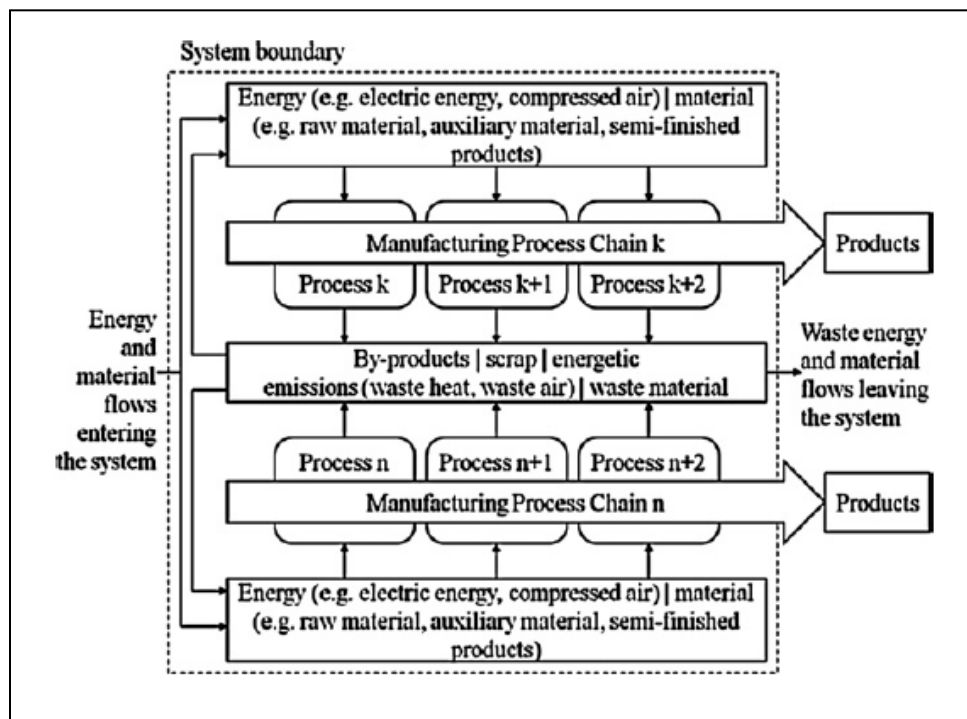 System boundary
Energy (e.g. electric energy, compressed air) | material
(e.g. raw material, auxiliary material, semi-finished
products)
Manufacturing Process Chain k
Products
Process k
Process k+1
Process k+2
Energy
and
material
flows
entering
the system
By-products | scrap | energetic
emissions (waste heat, waste air) | waste material
Waste energy
and material
flows leaving
the system
Process n
Process n+1
Process n+2
Manufacturing Process Chain n
Products
Energy (e.g. electric energy, compressed air) | material
(e.g. raw material, auxiliary material, semi-finished
products)